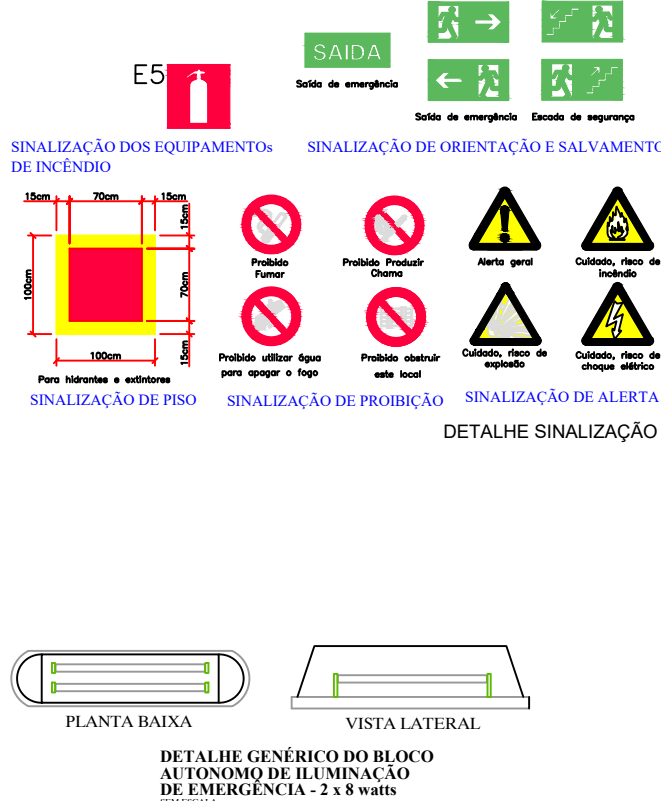 SAIDA
Saída de emergência
Saída de emergência
Escada de segurança
E5
SINALIZAÇÃO DOS EQUIPAMENTOs
DE INCÊNDIO
SINALIZAÇÃO DE ORIENTAÇÃO E SALVAMENTO
15cm
70cm
15cm
15cm
100cm
70cm
15cm
100cm
Para hidrantes e extintores
SINALIZAÇÃO DE PISO
Proibido
Fumar
Proibido Produzir
Chama
Proibido utilizar água
para apagar o fogo
Proibido obstruir
este local
SINALIZAÇÃO DE PROIBIÇÃO
Alerta geral
Cuidado, risco de
incêndio
Cuidado, risco de
explosão
Cuidado, risco de
choque elétrico
SINALIZAÇÃO DE ALERTA
DETALHE SINALIZAÇÃO
PLANTA BAIXA
VISTA LATERAL
DETALHE GENÉRICO DO BLOCO
AUTONOMO DE ILUMINAÇÃO
DE EMERGÊNCIA - 2 x 8 watts
SEM ESCALA